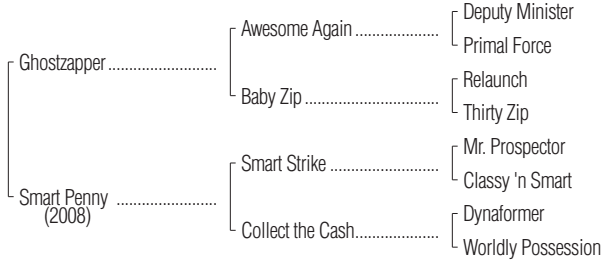 Deputy Minister
Awesome Again ....................
Primal Force
Ghostzapper ..........................
Relaunch
Baby Zip ................................
Thirty Zip
Mr. Prospector
Smart Strike ..........................
Classy 'n Smart
Smart Penny ........................
(2008)
Dynaformer
Collect the Cash....................
Worldly Possession